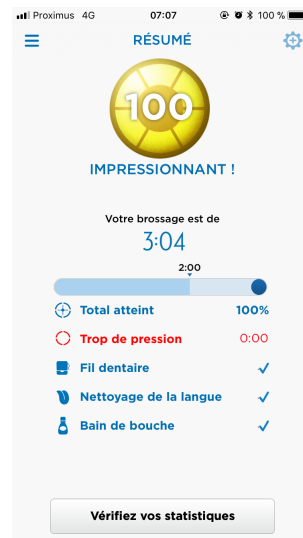 Proximus 4G 07:07 100 %
RÉSUMÉ
100
IMPRESSIONNANT !
Votre brossage est de
3:04
2:00
Total atteint 100%
Trop de pression 0:00
Fil dentaire
Nettoyage de la langue
Bain de bouche
Vérifiez vos statistiques